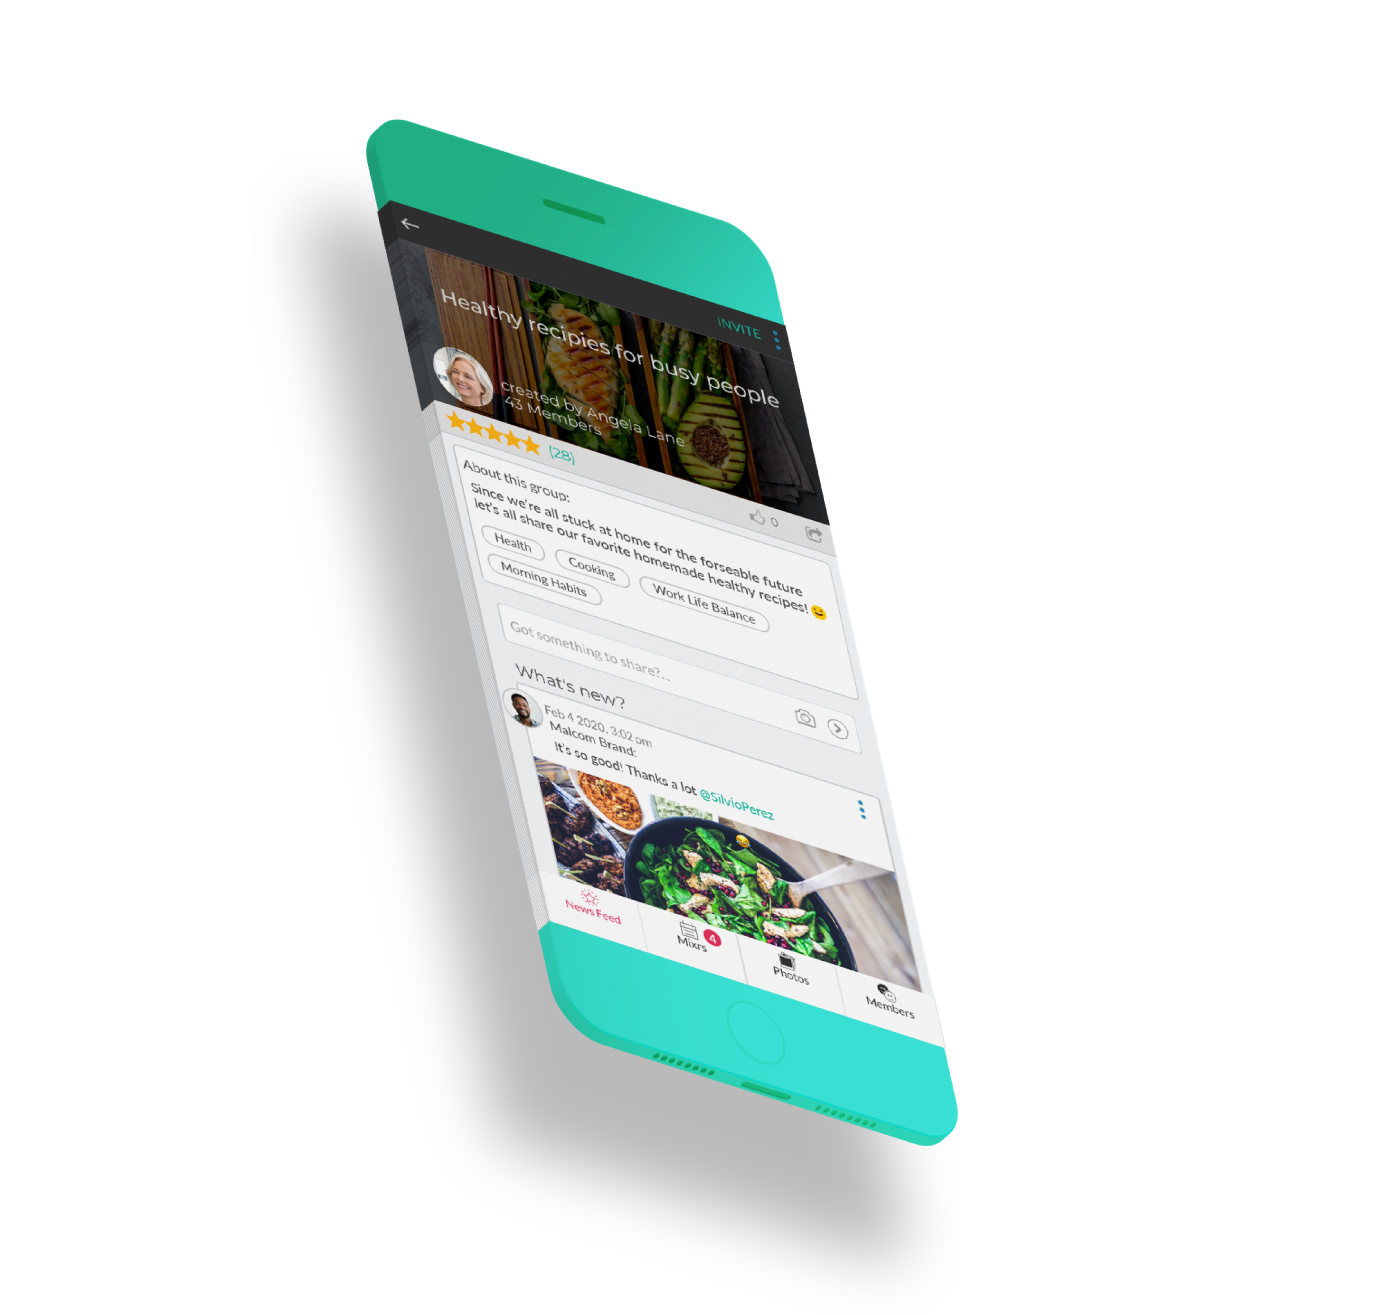 INVITE
Healthy recipies for busy people
created by Angela Lane
43 Members
(28)
0
About this group:
Since we're all stuck at home for the forseable future
let's all share our favorite homemade healthy recipes! 😄
Health
Cooking
Work Life Balance
Morning Habits
Got something to share?...
What's new?
Feb 4 2020, 3:02 pm
Malcom Brand:
It's so good! Thanks a lot @SilvioPerez
News Feed
Mixrs
4
Photos
Members